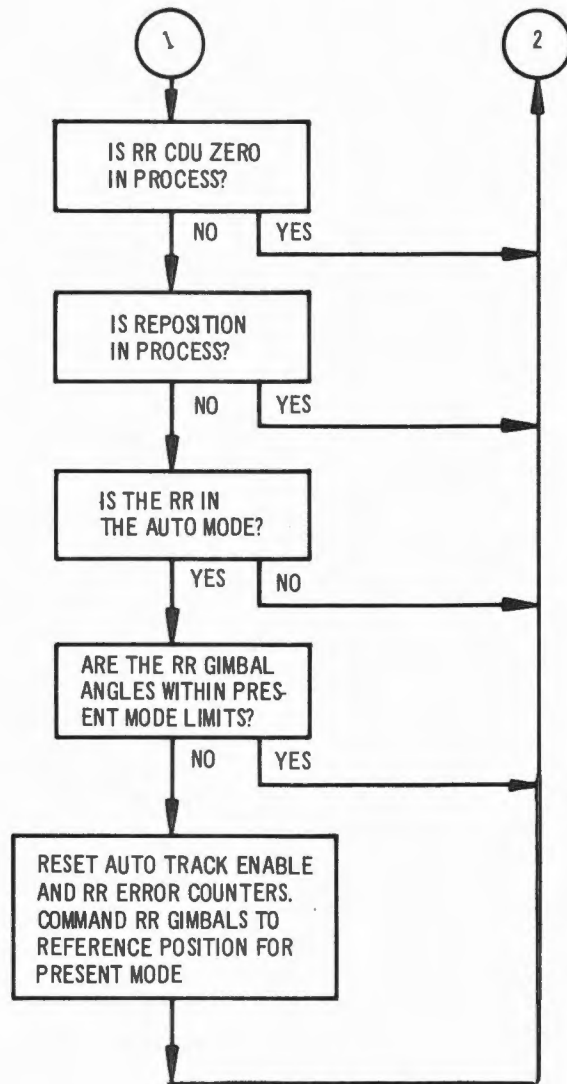 1
2
IS RR CDU ZERO
IN PROCESS?
NO YES
IS REPOSITION
IN PROCESS?
NO YES
IS THE RR IN
THE AUTO MODE?
YES NO
ARE THE RR GIMBAL
ANGLES WITHIN PRES-
ENT MODE LIMITS?
NO YES
RESET AUTO TRACK ENABLE
AND RR ERROR COUNTERS.
COMMAND RR GIMBALS TO
REFERENCE POSITION FOR
PRESENT MODE